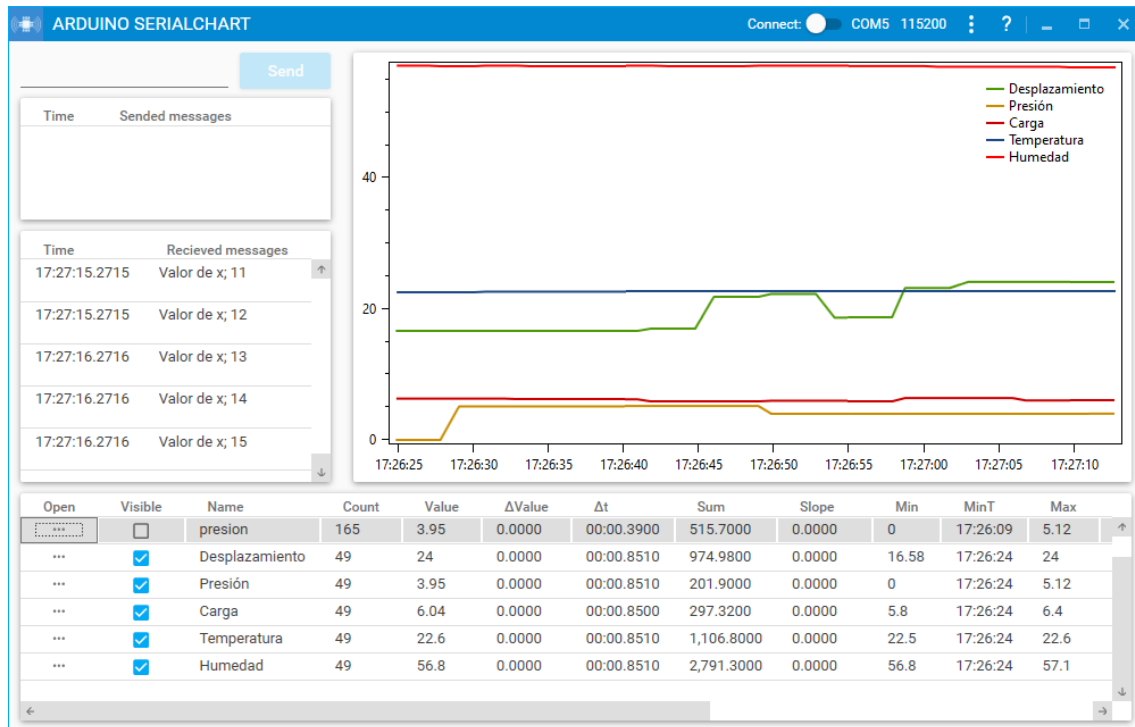 ARDUINO SERIALCHART Connect: COM5 115200 ?
Send
Time Sended messages
Time Recieved messages
17:27:15.2715 Valor de x; 11
17:27:15.2715 Valor de x; 12
17:27:16.2716 Valor de x; 13
17:27:16.2716 Valor de x; 14
17:27:16.2716 Valor de x; 15
Desplazamiento
Presión
Carga
Temperatura
Humedad
40
20
0
17:26:25 17:26:30 17:26:35 17:26:40 17:26:45 17:26:50 17:26:55 17:27:00 17:27:05 17:27:10
Open Visible Name Count Value ΔValue Δt Sum Slope Min MinT Max
... presion 165 3.95 0.0000 00:00.3900 515.7000 0.0000 0 17:26:09 5.12
... Desplazamiento 49 24 0.0000 00:00.8510 974.9800 0.0000 16.58 17:26:24 24
... Presión 49 3.95 0.0000 00:00.8510 201.9000 0.0000 0 17:26:24 5.12
... Carga 49 6.04 0.0000 00:00.8500 297.3200 0.0000 5.8 17:26:24 6.4
... Temperatura 49 22.6 0.0000 00:00.8510 1,106.8000 0.0000 22.5 17:26:24 22.6
... Humedad 49 56.8 0.0000 00:00.8510 2,791.3000 0.0000 56.8 17:26:24 57.1